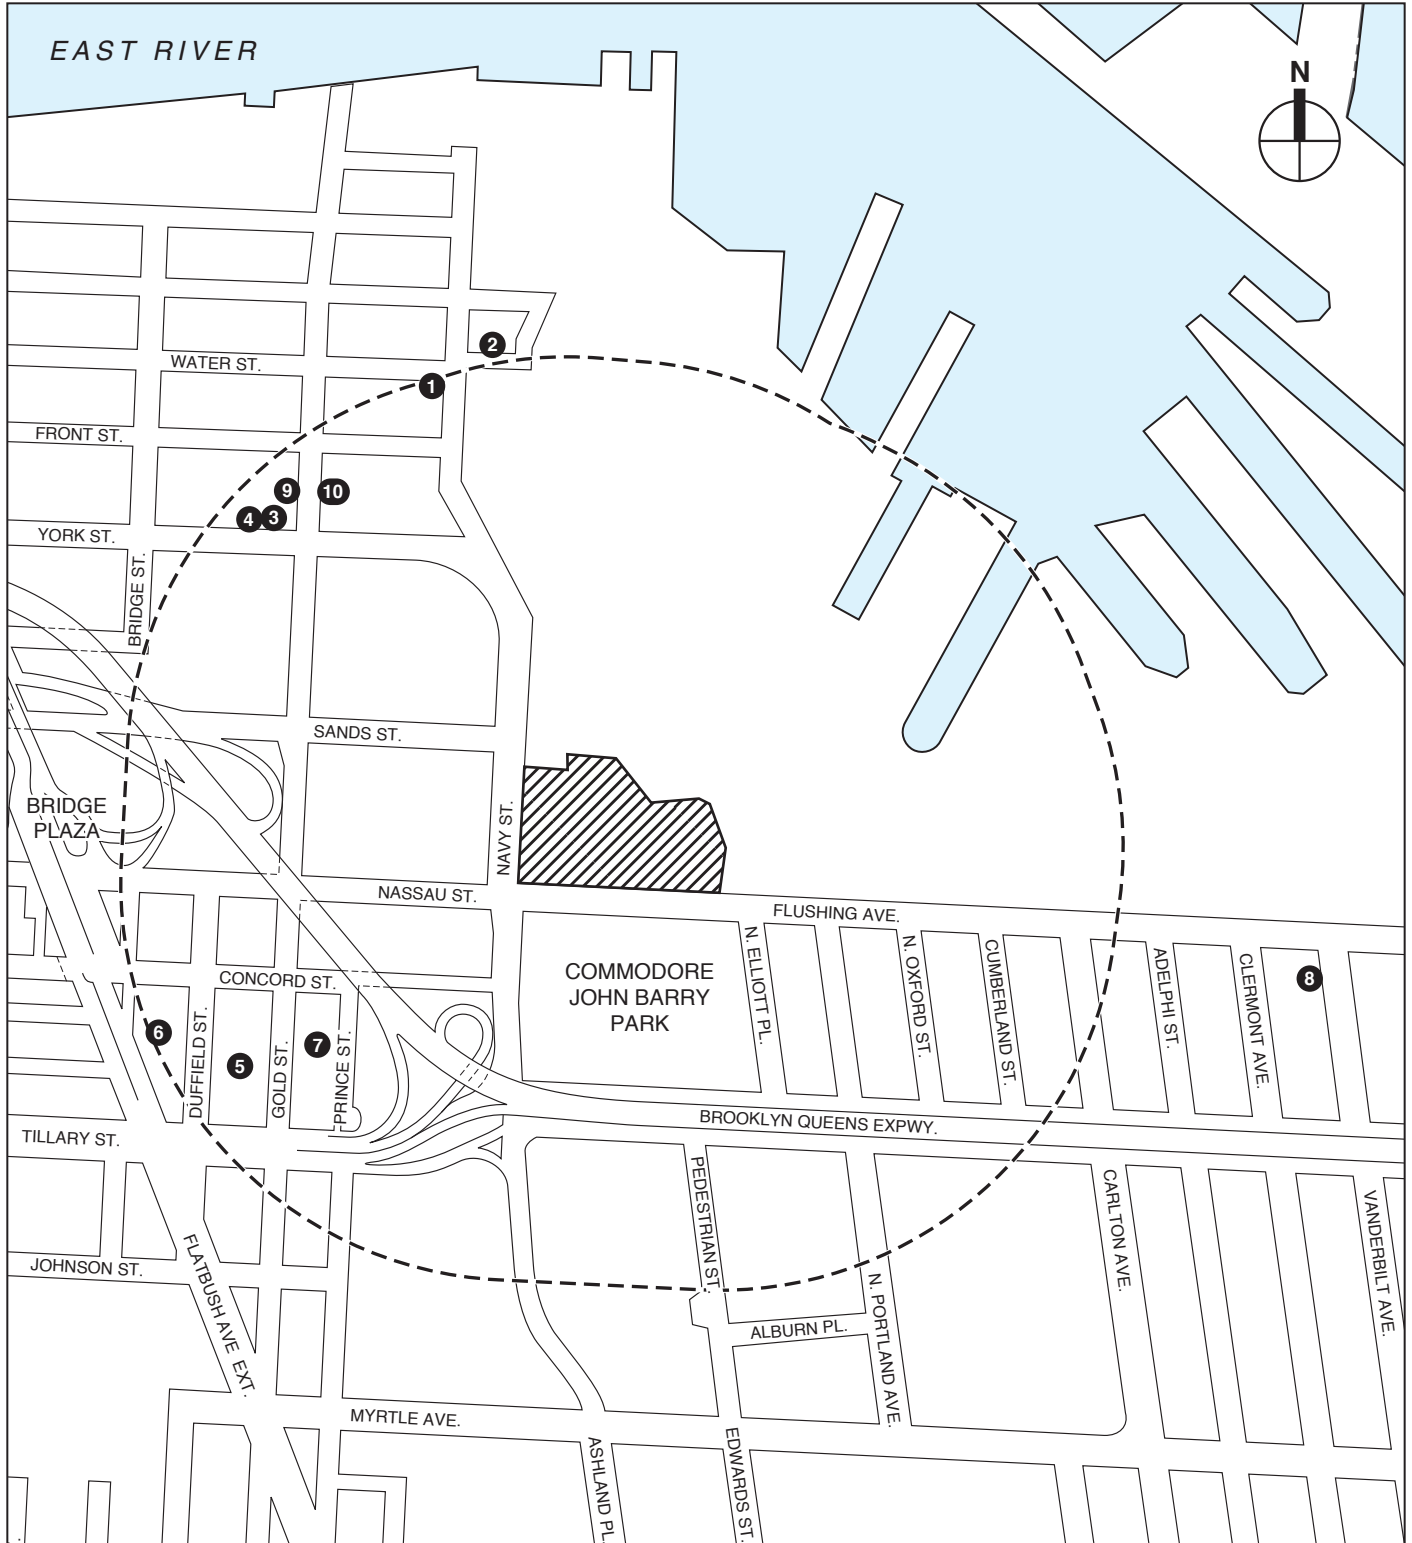 EAST RIVER
N
2
WATER ST.
1
FRONT ST.
9
10
4
3
YORK ST.
BRIDGE ST.
SANDS ST.
BRIDGE
PLAZA
NAVY ST.
NASSAU ST.
FLUSHING AVE.
COMMODORE
JOHN BARRY
PARK
N. ELLIOTT PL.
N. OXFORD ST.
CUMBERLAND ST.
ADELPHI ST.
CLERMONT AVE.
8
CONCORD ST.
6
DUFFIELD ST.
5
GOLD ST.
7
PRINCE ST.
BROOKLYN QUEENS EXPWY.
TILLARY ST.
PEDESTRIAN ST.
CARLTON AVE.
VANDERBILT AVE.
JOHNSON ST.
FLATBUSH AVE EXT.
N. PORTLAND AVE.
ALBURN PL.
MYRTLE AVE.
ASHLAND PL.
EDWARDS ST.